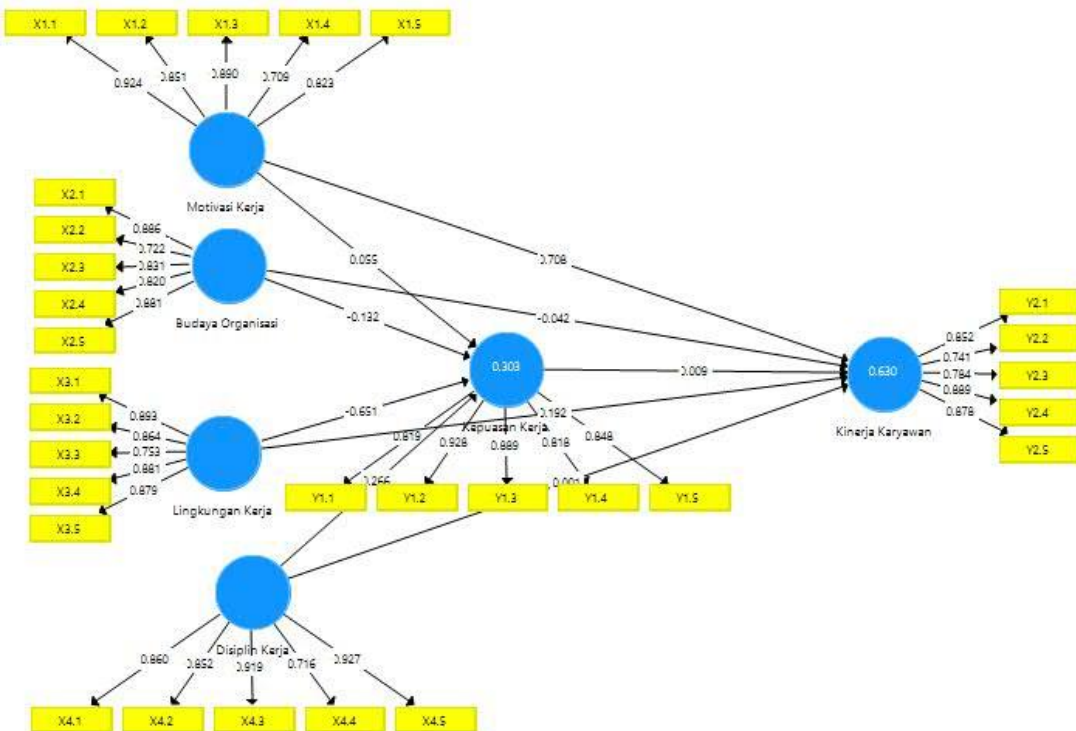 X1.1
X1.2
X1.3
X1.4
X1.5
0.924
0.851
0.890
0.709
0.823
Motivasi Kerja
X2.1
X2.2
X2.3
X2.4
X2.5
0.886
0.722
0.831
0.820
0.881
Budaya Organisasi
0.055
0.708
-0.132
-0.042
X3.1
X3.2
X3.3
X3.4
X3.5
0.893
0.864
0.753
0.881
0.879
Lingkungan Kerja
-0.651
0.192
0.303
Kepuasan Kerja
0.009
0.819
0.928
0.889
0.818
0.848
0.266
0.001
Y1.1
Y1.2
Y1.3
Y1.4
Y1.5
0.630
Kinerja Karyawan
0.852
0.741
0.784
0.889
0.878
Y2.1
Y2.2
Y2.3
Y2.4
Y2.5
Disiplin Kerja
0.860
0.852
0.919
0.716
0.927
X4.1
X4.2
X4.3
X4.4
X4.5